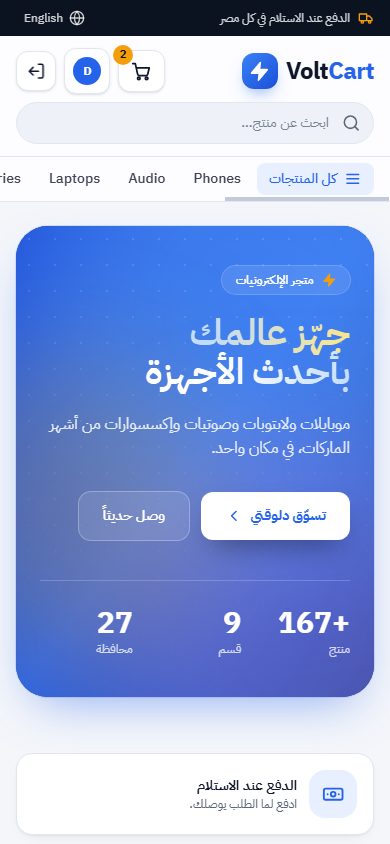 الدفع عند الاستلام في كل مصر
English
VoltCart
2
D
ابحث عن منتج...
كل المنتجات
Phones
Audio
Laptops
ries
متجر الإلكترونيات
جهّز عالمك
بأحدث الأجهزة
موبايلات ولابتوبات وصوتيات وإكسسوارات من أشهر
الماركات، في مكان واحد.
تسوّق دلوقتي
وصل حديثاً
167+
منتج
9
قسم
27
محافظة
الدفع عند الاستلام
ادفع لما الطلب يوصلك.